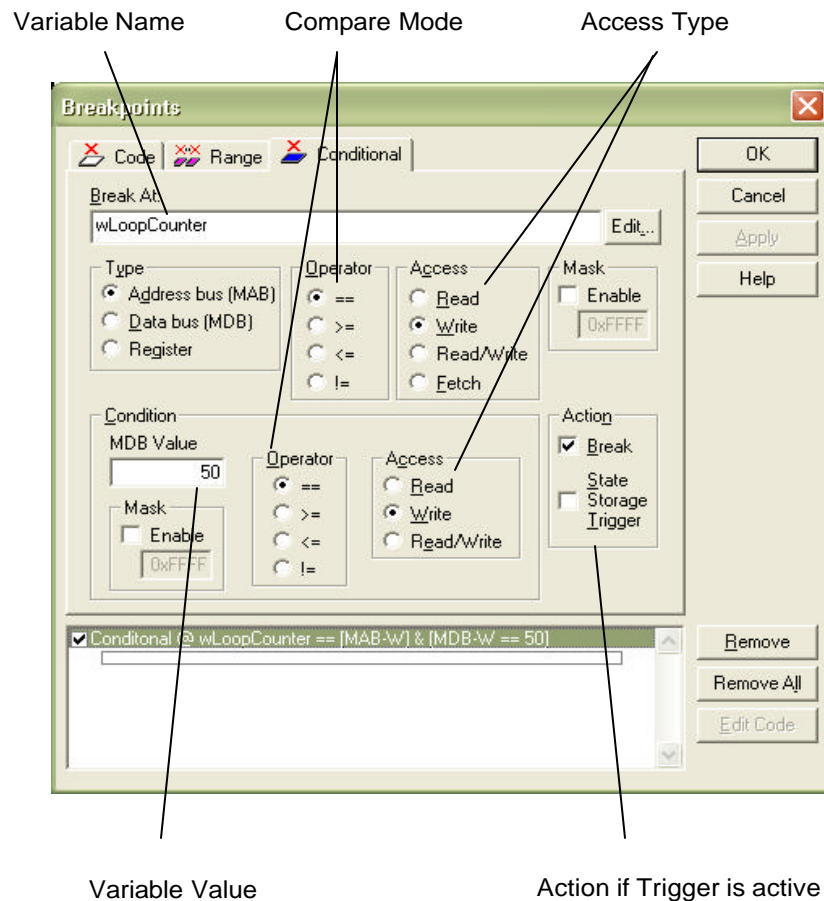 Variable Name Compare Mode Access Type
Breakpoints
Code Range Conditional
OK
Break At:
Cancel
wLoopCounter Edit...
Apply
Type Operator Access Mask
Help
Address bus (MAB) == Read Enable
Data bus (MDB) >= Write 0xFFFF
Register <= Read/Write
!= Fetch
Condition Action
MDB Value Operator Access Break
50 == Read State Storage Trigger
Mask >= Write
Enable <= Read/Write
0xFFFF !=
Conditonal @ wLoopCounter == [MAB-W] & [MDB-W == 50]
Remove
Remove All
Edit Code
Variable Value Action if Trigger is active